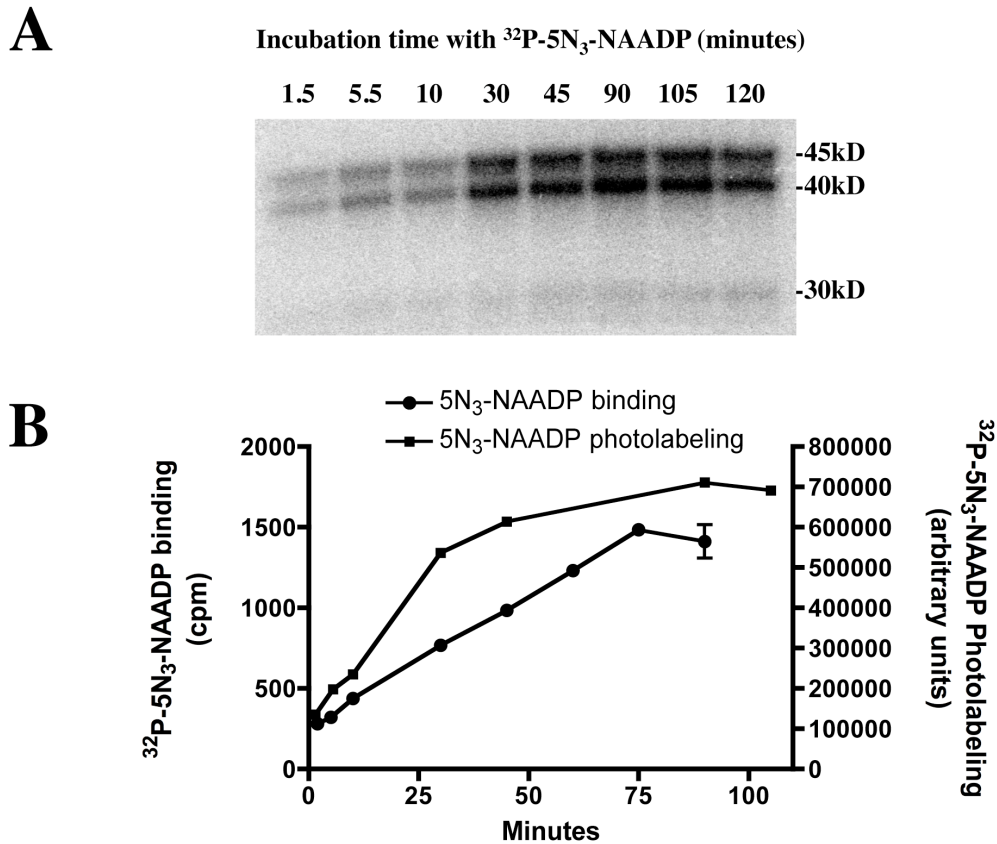 A
Incubation time with ³²P-5N₃-NAADP (minutes)
1.5 5.5 10 30 45 90 105 120
-45kD
-40kD
-30kD
B
5N₃-NAADP binding
5N₃-NAADP photolabeling
³²P-5N₃-NAADP binding
(cpm)
2000
1500
1000
500
0
800000
700000
600000
500000
400000
300000
200000
100000
0
³²P-5N₃-NAADP Photolabeling
(arbitrary units)
0 25 50 75 100
Minutes